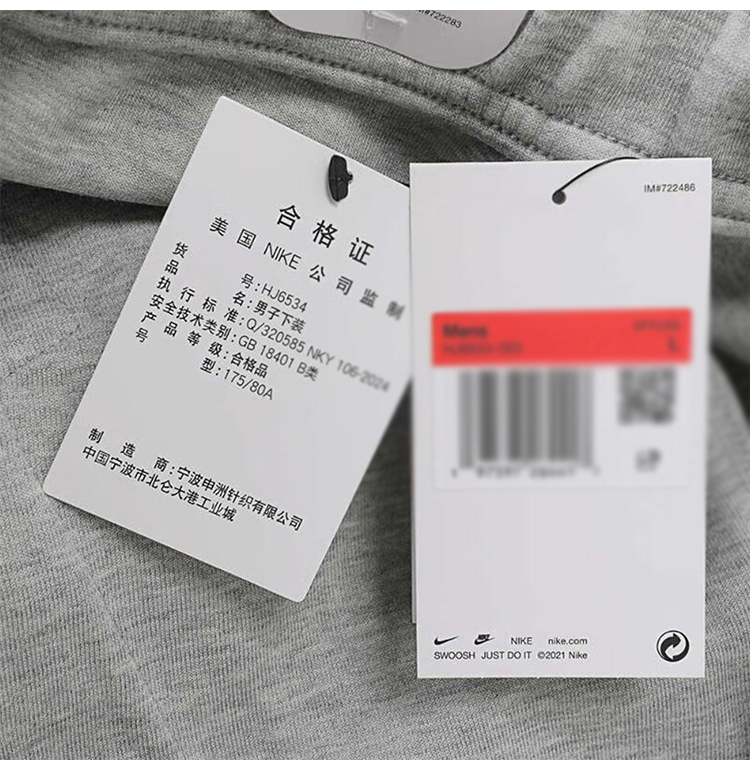 #722283
合格证
美国 NIKE 公司监制
货号:HJ6534
品名:男子下装
执行标准:Q/320585 NKY 106-2024
安全技术类别:GB 18401 B类
产品等级:合格品
号型:175/80A
制造商:宁波申洲针织有限公司
中国宁波市北仑大港工业城
IM#722486
Mens
L
NIKE nike.com
SWOOSH JUST DO IT ©2021 Nike